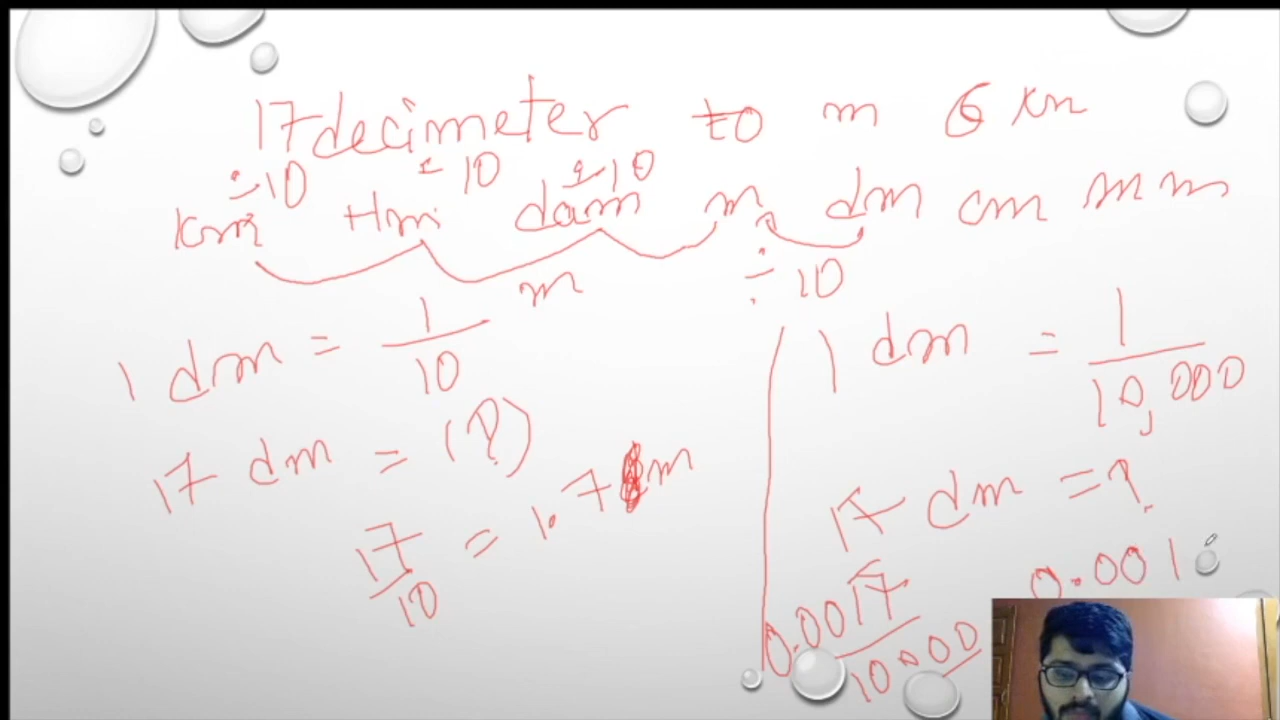 17 decimeter to m & km
÷10 ÷10 ÷10
km Hm dam m dm cm mm
÷10
1 dm = 1/10 m
17 dm = (?)
17/10 = 1.7 m
1 dm = 1/10,000
17 dm = ?
0.0017/10000
0.001